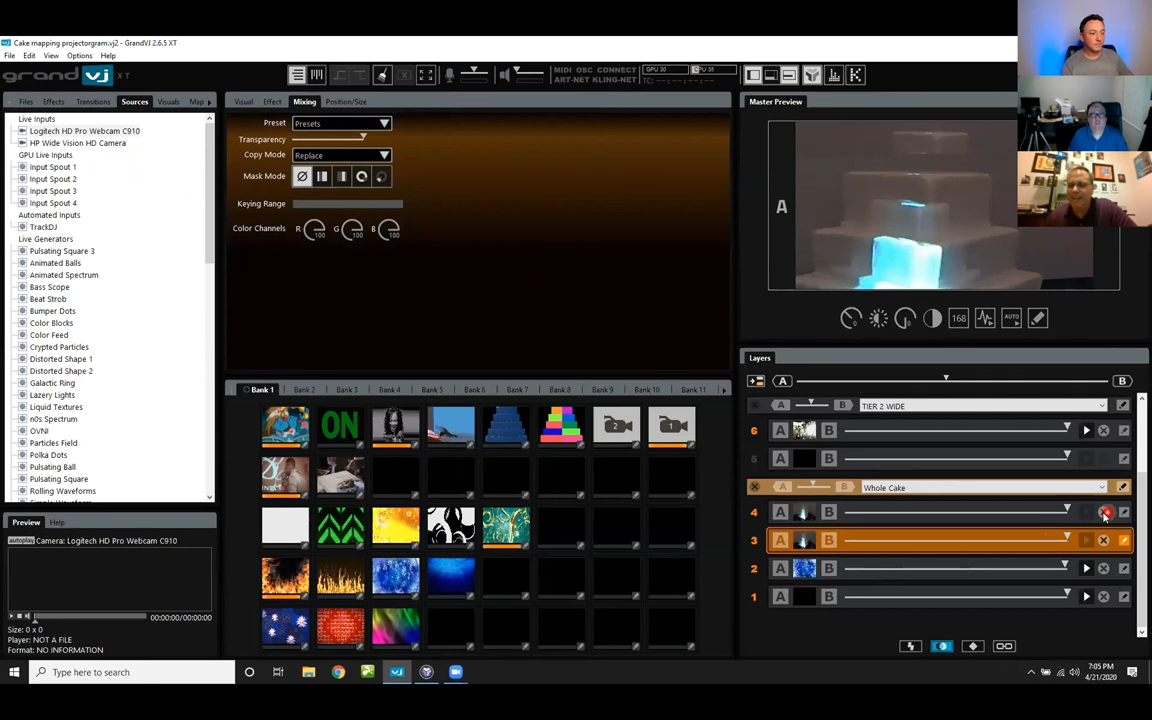 Cake mapping projectorgram.vj2 - GrandVJ 2.6.5 XT
File Edit View Options Help
grand vj XT
MIDI OSC CONNECT
ART-NET KLING-NET
GPU 30
Files Effects Transitions Sources Visuals Map
Live Inputs
Logitech HD Pro Webcam C910
HP Wide Vision HD Camera
GPU Live Inputs
Input Spout 1
Input Spout 2
Input Spout 3
Input Spout 4
Automated Inputs
TrackDJ
Live Generators
Pulsating Square 3
Animated Balls
Animated Spectrum
Bass Scope
Beat Strob
Bumper Dots
Color Blocks
Color Feed
Crypted Particles
Distorted Shape 1
Distorted Shape 2
Galactic Ring
Lazery Lights
Liquid Textures
n0s Spectrum
OVNI
Particles Field
Polka Dots
Pulsating Ball
Pulsating Square
Rolling Waveforms
Preview Help
autoplay Camera: Logitech HD Pro Webcam C910
00:00:00/00:00:00
Size: 0 x 0
Player: NOT A FILE
Format: NO INFORMATION
Visual Effect Mixing Position/Size
Preset Presets
Transparency
Copy Mode Replace
Mask Mode
Keying Range
Color Channels R 100 G 100 B 100
Bank 1 Bank 2 Bank 3 Bank 4 Bank 5 Bank 6 Bank 7 Bank 8 Bank 9 Bank 10 Bank 11
ON 2 1
Master Preview
A
168 AUTO
Layers
A B
A B TIER 2 WIDE
6 A B
5 A B
A B Whole Cake
4 A B
3 A B
2 A B
1 A B
Type here to search
vj
7:05 PM
4/21/2020